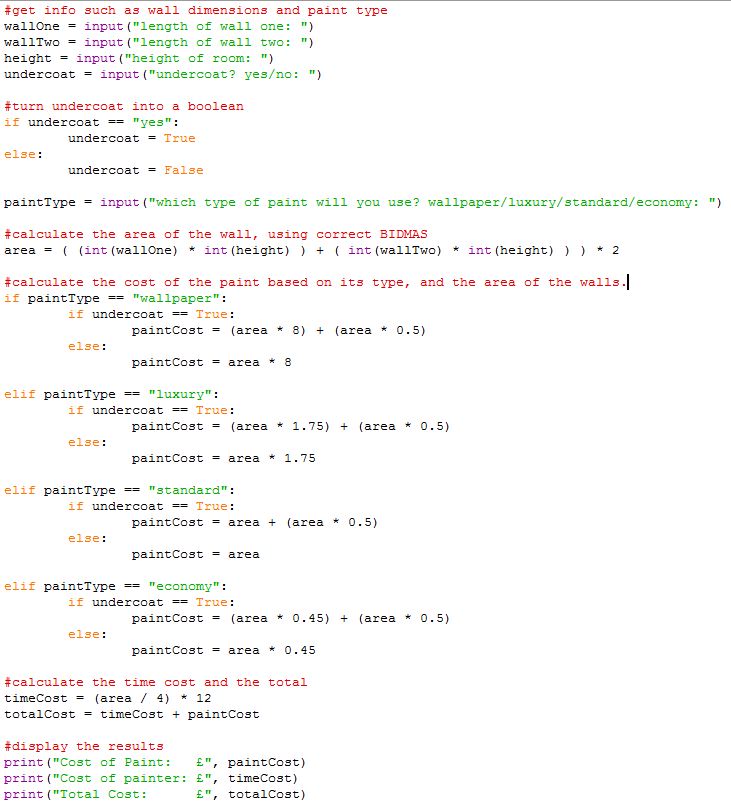 #get info such as wall dimensions and paint type
wallOne = input("length of wall one: ")
wallTwo = input("length of wall two: ")
height = input("height of room: ")
undercoat = input("undercoat? yes/no: ")

#turn undercoat into a boolean
if undercoat == "yes":
        undercoat = True
else:
        undercoat = False

paintType = input("which type of paint will you use? wallpaper/luxury/standard/economy: ")

#calculate the area of the wall, using correct BIDMAS
area = ( (int(wallOne) * int(height) ) + ( int(wallTwo) * int(height) ) ) * 2

#calculate the cost of the paint based on its type, and the area of the walls.
if paintType == "wallpaper":
        if undercoat == True:
                paintCost = (area * 8) + (area * 0.5)
        else:
                paintCost = area * 8

elif paintType == "luxury":
        if undercoat == True:
                paintCost = (area * 1.75) + (area * 0.5)
        else:
                paintCost = area * 1.75

elif paintType == "standard":
        if undercoat == True:
                paintCost = area + (area * 0.5)
        else:
                paintCost = area

elif paintType == "economy":
        if undercoat == True:
                paintCost = (area * 0.45) + (area * 0.5)
        else:
                paintCost = area * 0.45

#calculate the time cost and the total
timeCost = (area / 4) * 12
totalCost = timeCost + paintCost

#display the results
print("Cost of Paint:   £", paintCost)
print("Cost of painter: £", timeCost)
print("Total Cost:      £", totalCost)